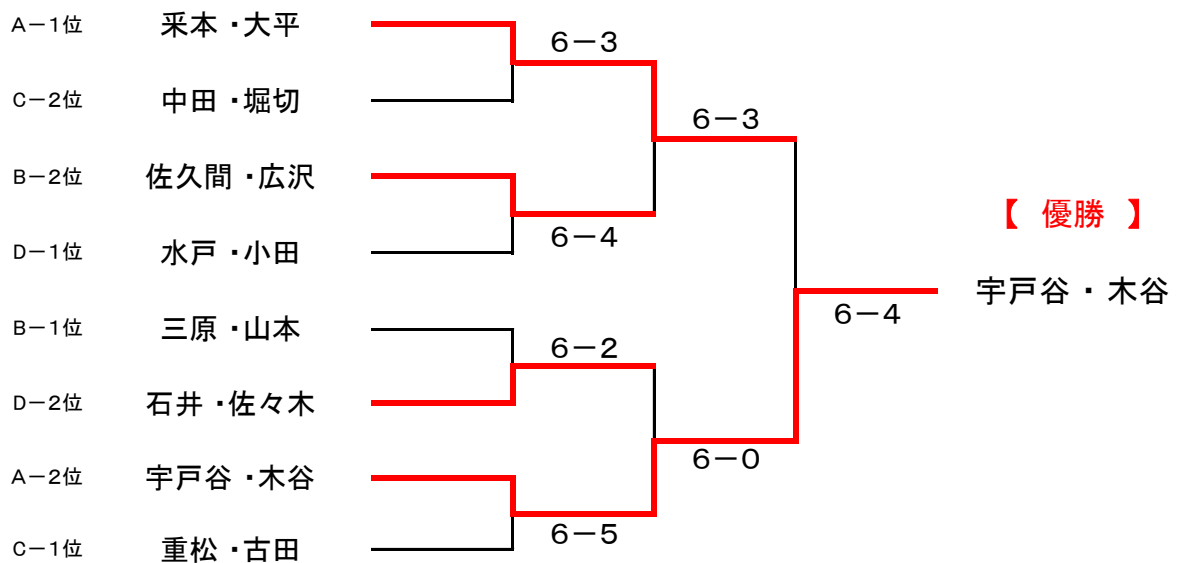 A－1位 采本・大平
6－3
C－2位 中田・堀切
6－3
B－2位 佐久間・広沢
【 優勝 】
6－4
D－1位 水戸・小田
宇戸谷・木谷
6－4
B－1位 三原・山本
6－2
D－2位 石井・佐々木
6－0
A－2位 宇戸谷・木谷
6－5
C－1位 重松・古田